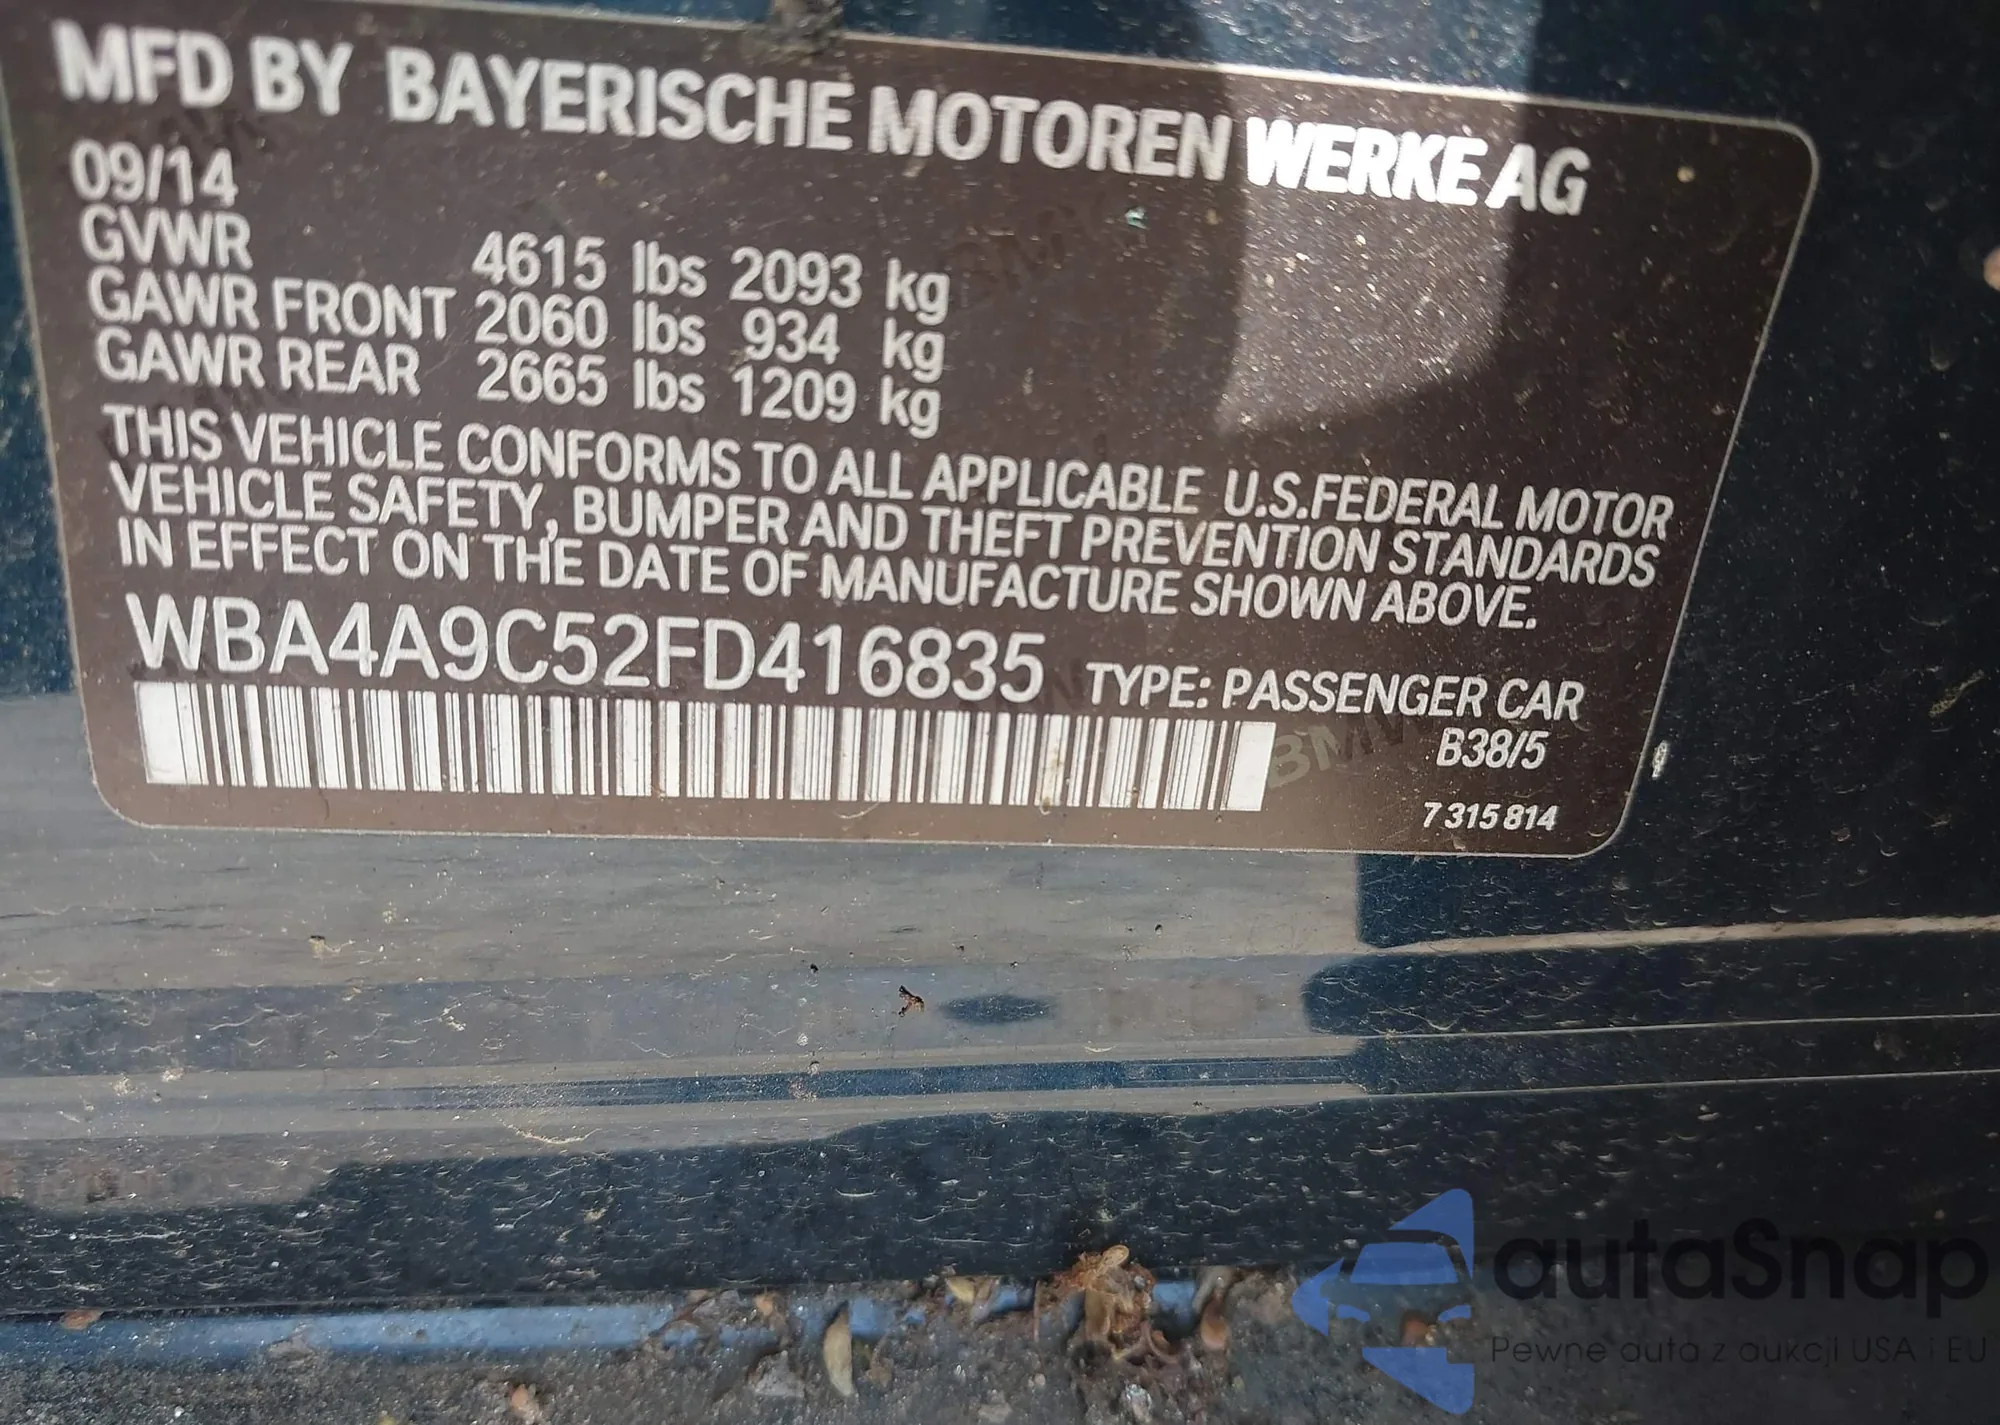 MFD BY BAYERISCHE MOTOREN WERKE AG
09/14
GVWR 4615 lbs 2093 kg
GAWR FRONT 2060 lbs 934 kg
GAWR REAR 2665 lbs 1209 kg
THIS VEHICLE CONFORMS TO ALL APPLICABLE U.S.FEDERAL MOTOR
VEHICLE SAFETY, BUMPER AND THEFT PREVENTION STANDARDS
IN EFFECT ON THE DATE OF MANUFACTURE SHOWN ABOVE.
WBA4A9C52FD416835 TYPE: PASSENGER CAR
BMW B38/5
7 315 814
autaSnap
Pewne auta z aukcji USA i EU